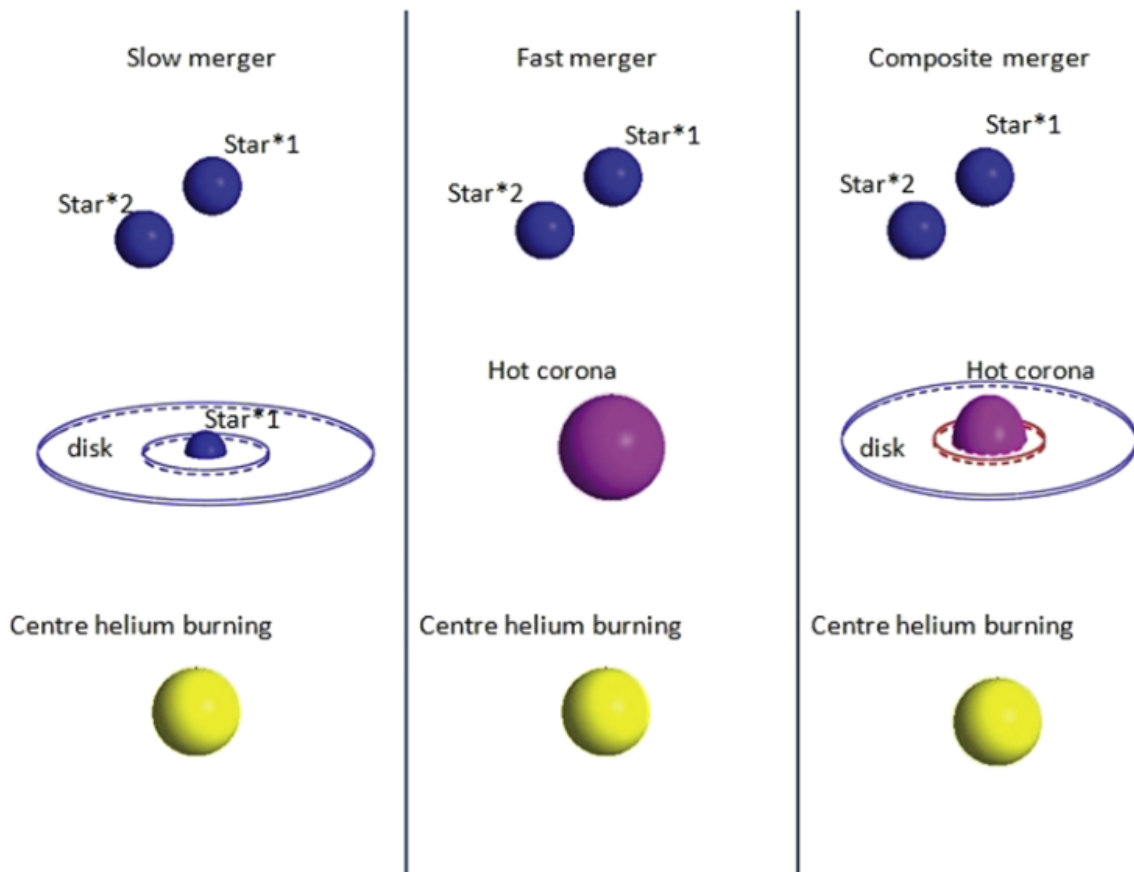 Slow merger
Star*1
Star*2
Star*1
disk
Centre helium burning
Fast merger
Star*1
Star*2
Hot corona
Centre helium burning
Composite merger
Star*1
Star*2
Hot corona
disk
Centre helium burning